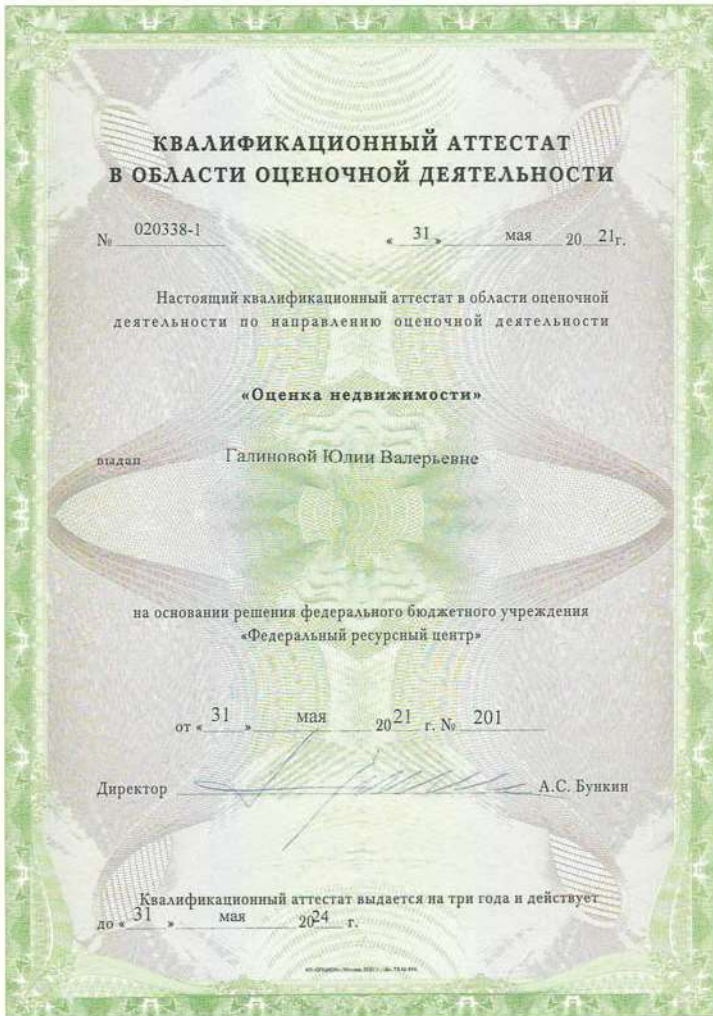 КВАЛИФИКАЦИОННЫЙ АТТЕСТАТ
В ОБЛАСТИ ОЦЕНОЧНОЙ ДЕЯТЕЛЬНОСТИ
№ 020338-1 « 31 » мая 20 21 г.
Настоящий квалификационный аттестат в области оценочной
деятельности по направлению оценочной деятельности
«Оценка недвижимости»
выдан Галиновой Юлии Валерьевне
на основании решения федерального бюджетного учреждения
«Федеральный ресурсный центр»
от « 31 » мая 20 21 г. № 201
Директор А.С. Бункин
Квалификационный аттестат выдается на три года и действует
до « 31 » мая 20 24 г.